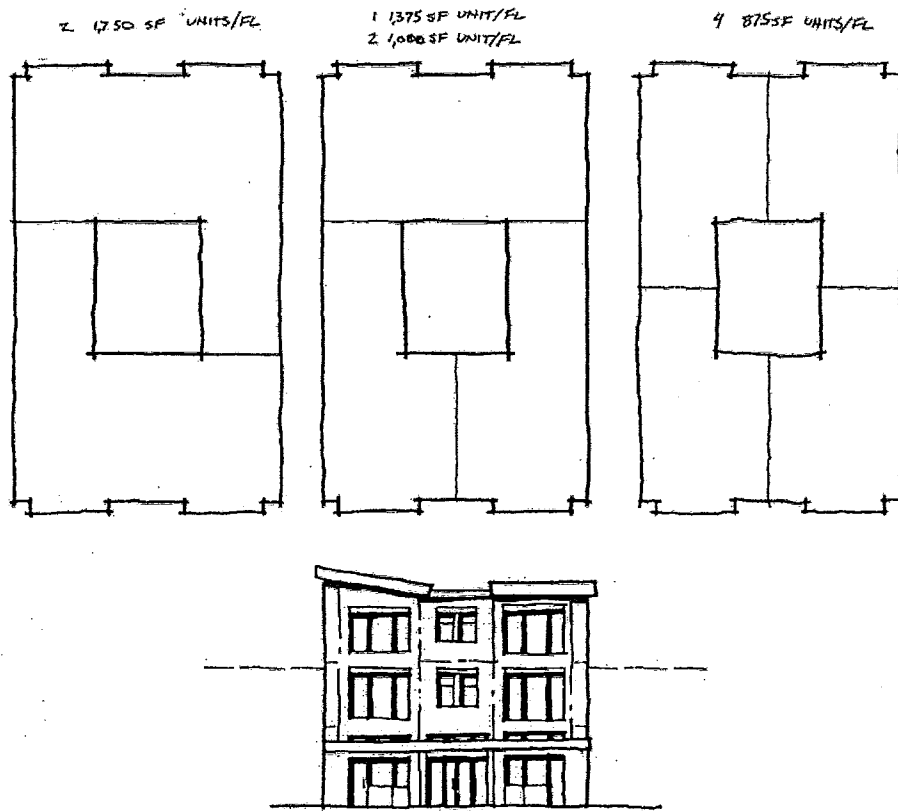 2 1,750 SF UNITS/FL
1 1,375 SF UNIT/FL
2 1,000 SF UNIT/FL
4 875 SF UNITS/FL